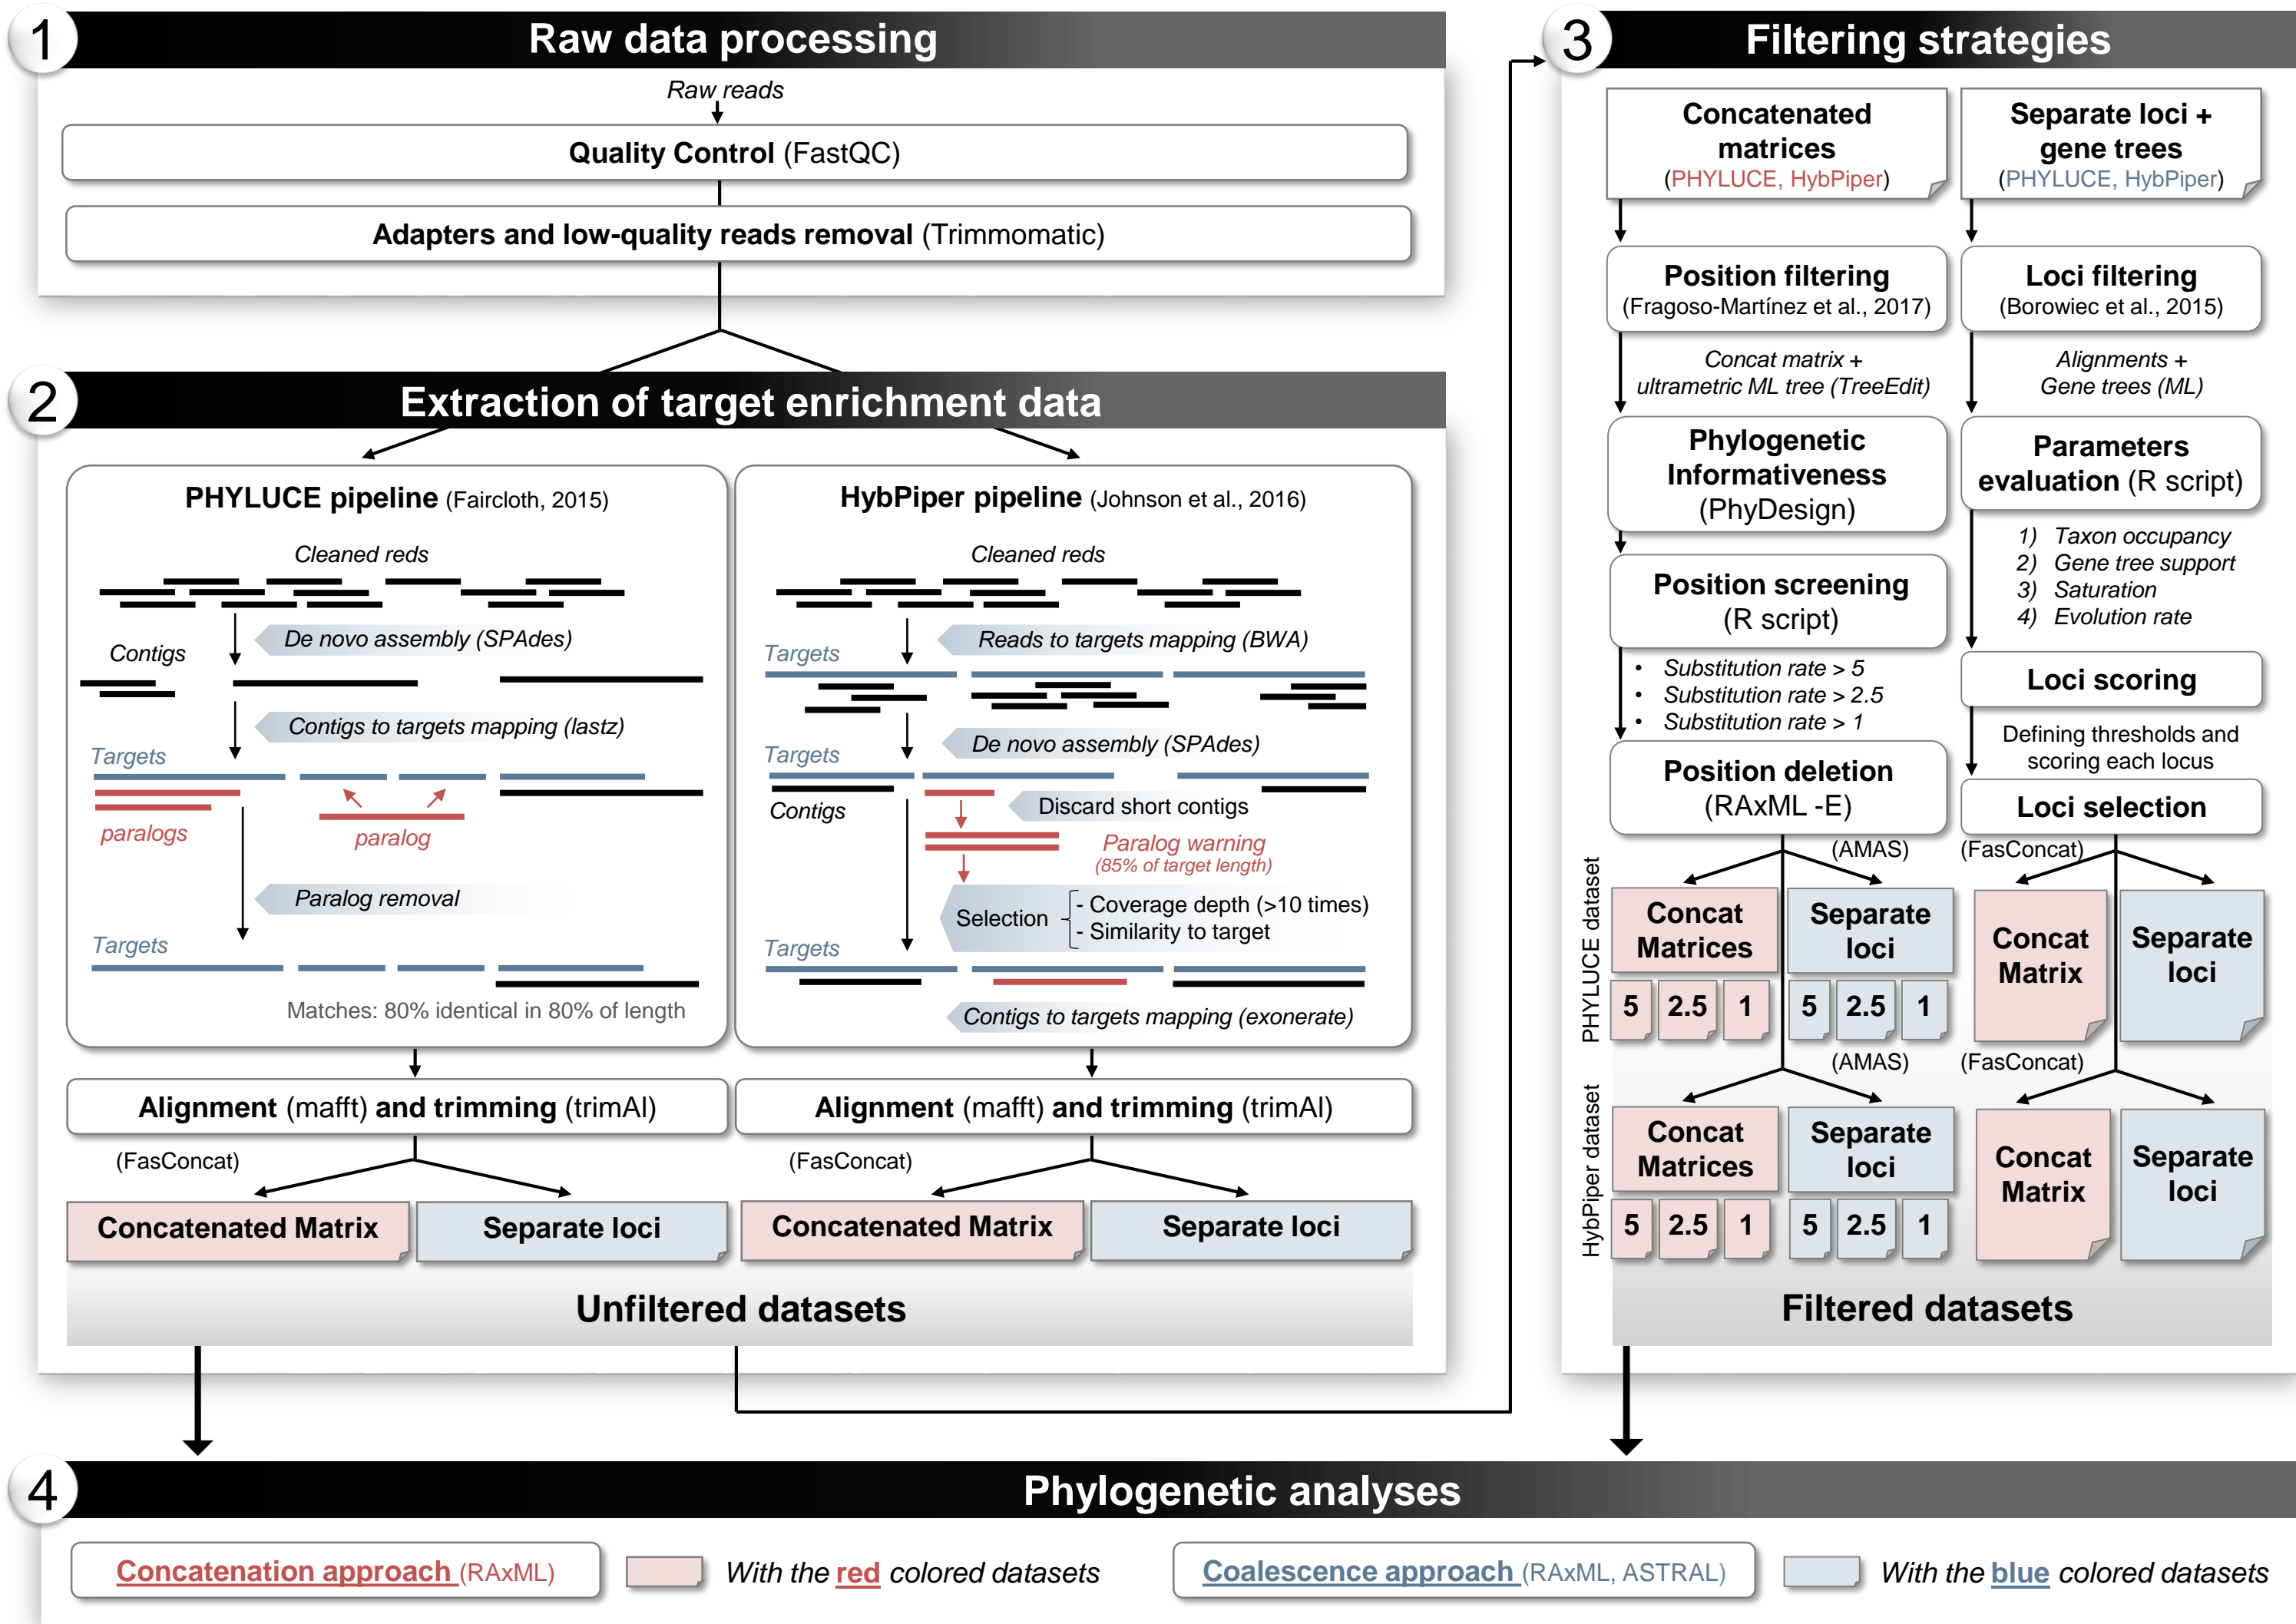 1
Raw data processing
Raw reads
Quality Control (FastQC)
Adapters and low-quality reads removal (Trimmomatic)
2
Extraction of target enrichment data
PHYLUCE pipeline (Faircloth, 2015)
Cleaned reds
De novo assembly (SPAdes)
Contigs
Contigs to targets mapping (lastz)
Targets
paralogs
paralog
Paralog removal
Targets
Matches: 80% identical in 80% of length
HybPiper pipeline (Johnson et al., 2016)
Cleaned reds
Reads to targets mapping (BWA)
Targets
De novo assembly (SPAdes)
Targets
Contigs
Discard short contigs
Paralog warning
(85% of target length)
Selection
- Coverage depth (>10 times)
- Similarity to target
Targets
Contigs to targets mapping (exonerate)
Alignment (mafft) and trimming (trimAl)
(FasConcat)
Concatenated Matrix
Separate loci
Alignment (mafft) and trimming (trimAl)
(FasConcat)
Concatenated Matrix
Separate loci
Unfiltered datasets
3
Filtering strategies
Concatenated
matrices
(PHYLUCE, HybPiper)
Position filtering
(Fragoso-Martínez et al., 2017)
Concat matrix +
ultrametric ML tree (TreeEdit)
Phylogenetic
Informativeness
(PhyDesign)
Position screening
(R script)
• Substitution rate > 5
• Substitution rate > 2.5
• Substitution rate > 1
Position deletion
(RAxML -E)
Separate loci +
gene trees
(PHYLUCE, HybPiper)
Loci filtering
(Borowiec et al., 2015)
Alignments +
Gene trees (ML)
Parameters
evaluation (R script)
1) Taxon occupancy
2) Gene tree support
3) Saturation
4) Evolution rate
Loci scoring
Defining thresholds and
scoring each locus
Loci selection
PHYLUCE dataset
(AMAS)
Concat
Matrices
5 2.5 1
Separate
loci
5 2.5 1
(FasConcat)
Concat
Matrix
Separate
loci
HybPiper dataset
(AMAS)
Concat
Matrices
5 2.5 1
Separate
loci
5 2.5 1
(FasConcat)
Concat
Matrix
Separate
loci
Filtered datasets
4
Phylogenetic analyses
Concatenation approach (RAxML)
With the red colored datasets
Coalescence approach (RAxML, ASTRAL)
With the blue colored datasets